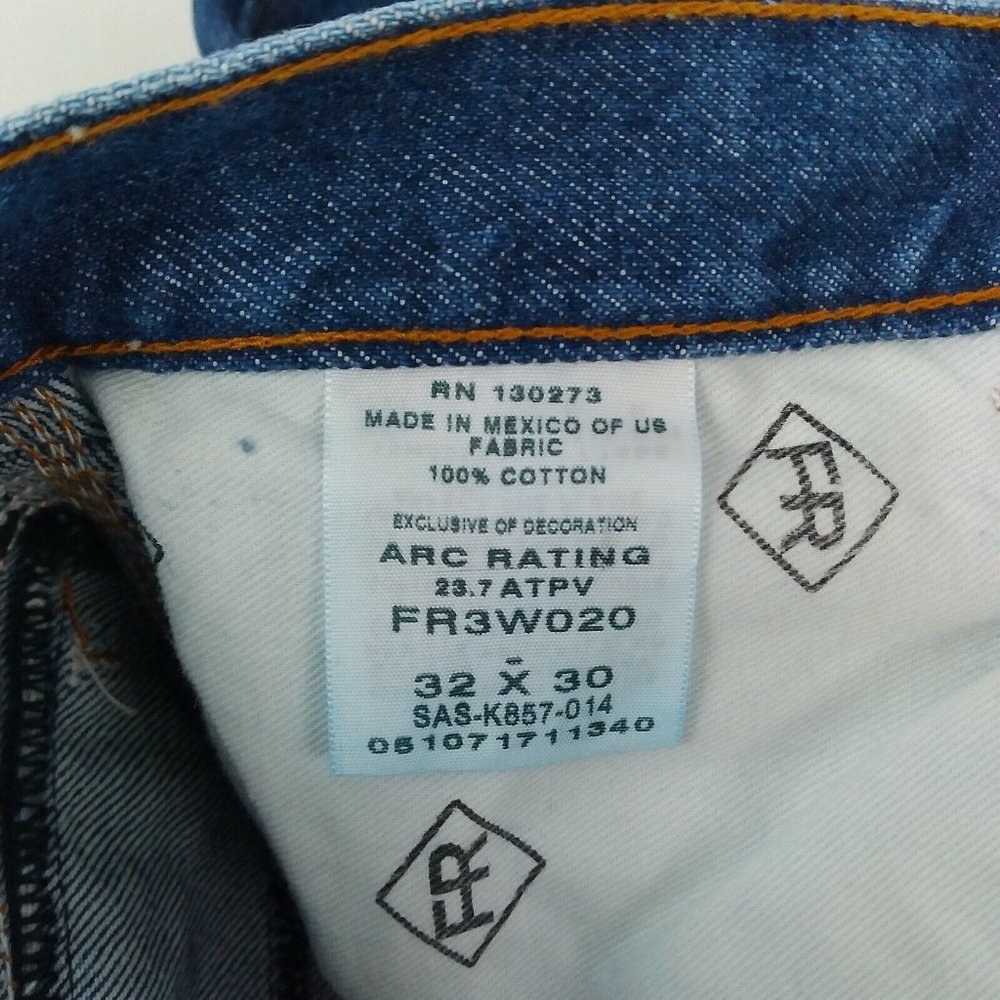 RN 130273
MADE IN MEXICO OF US
FABRIC
100% COTTON
EXCLUSIVE OF DECORATION
ARC RATING
23.7 ATPV
FR3W020
-
32 X 30
SAS-K857-014
051071711340
FR
FR